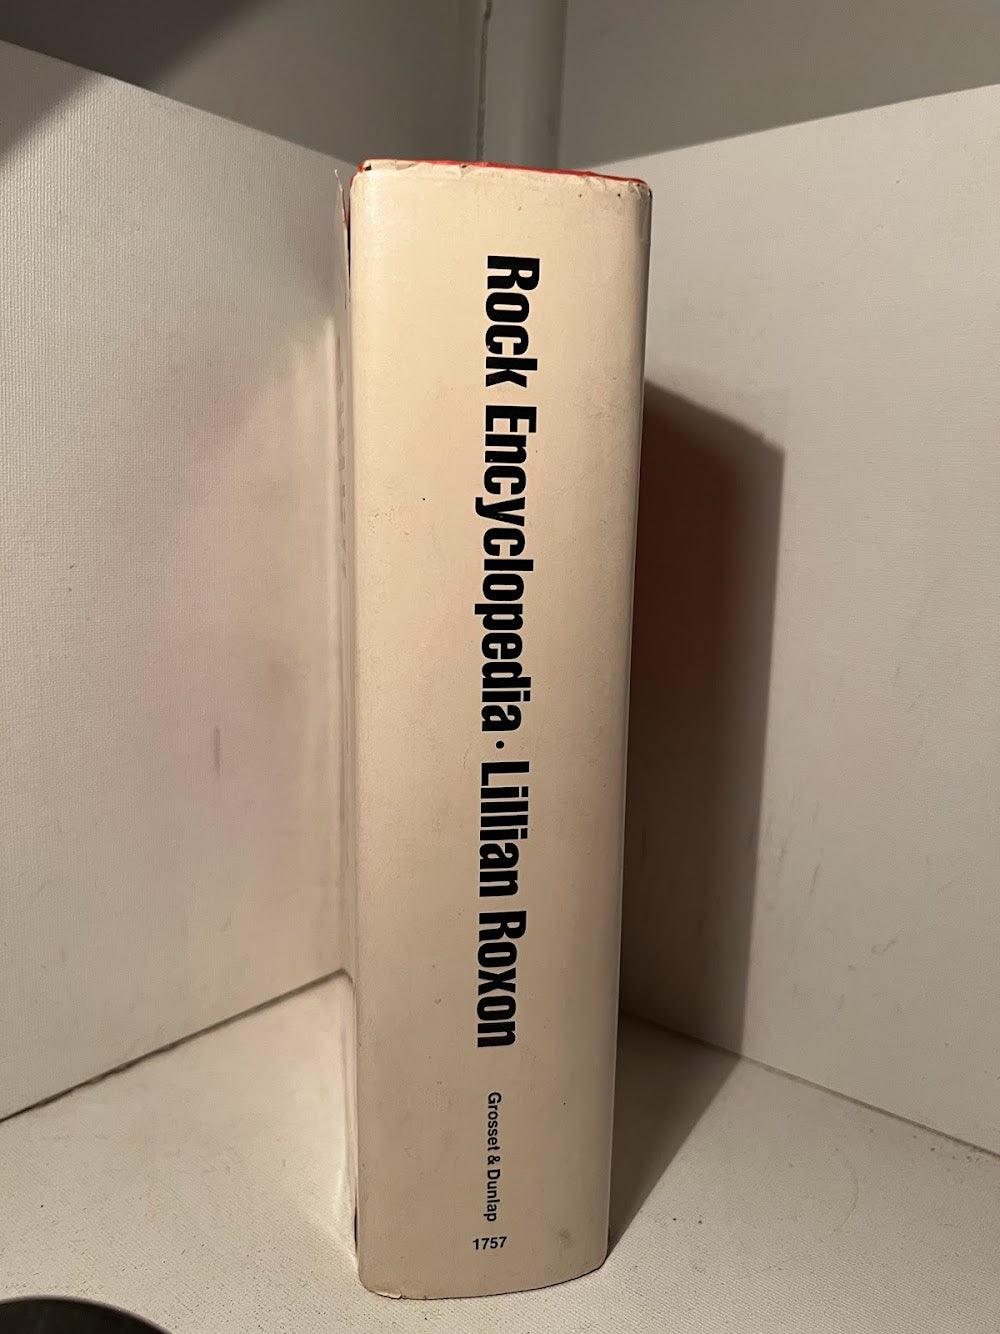 Rock Encyclopedia · Lillian Roxon
Grosset & Dunlap
1757